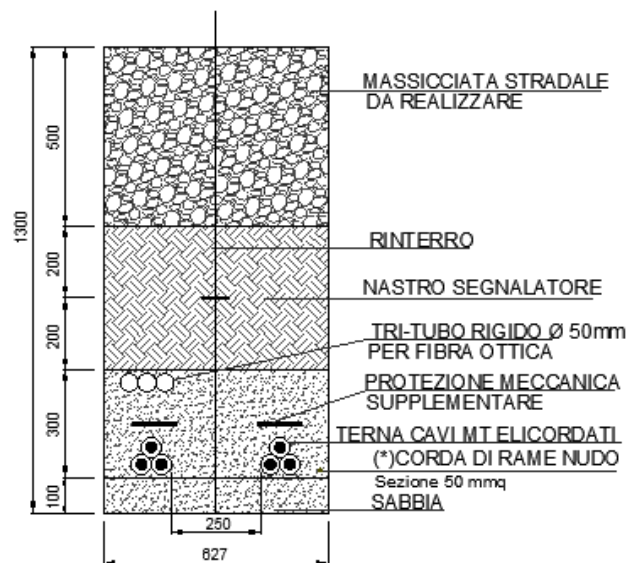 MASSICCIATA STRADALE
DA REALIZZARE
500
1300
200
RINTERRO
NASTRO SEGNALATORE
200
TRI-TUBO RIGIDO Ø 50mm
PER FIBRA OTTICA
PROTEZIONE MECCANICA
SUPPLEMENTARE
300
TERNA CAVI MT ELICORDATI
(*)CORDA DI RAME NUDO
Sezione 50 mmq
SABBIA
100
250
627